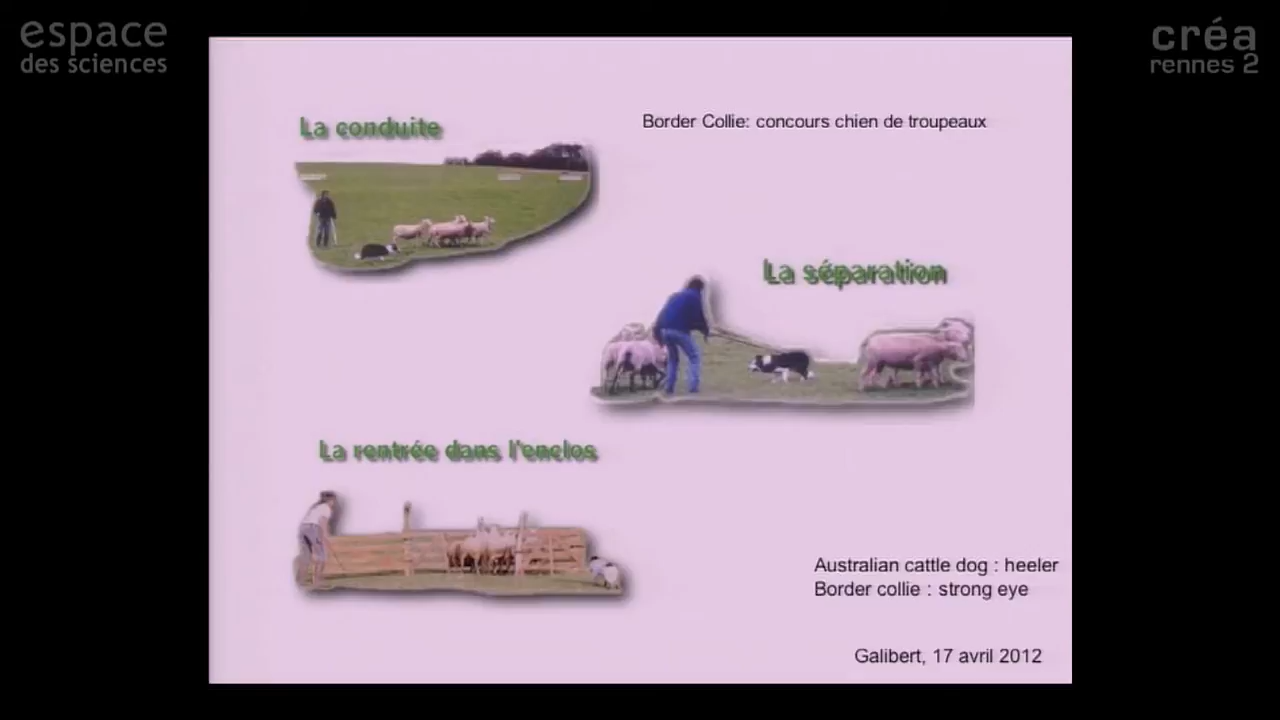 espace
des sciences
créa
rennes 2
La conduite
Border Collie: concours chien de troupeaux
La séparation
La rentrée dans l'enclos
Australian cattle dog : heeler
Border collie : strong eye
Galibert, 17 avril 2012